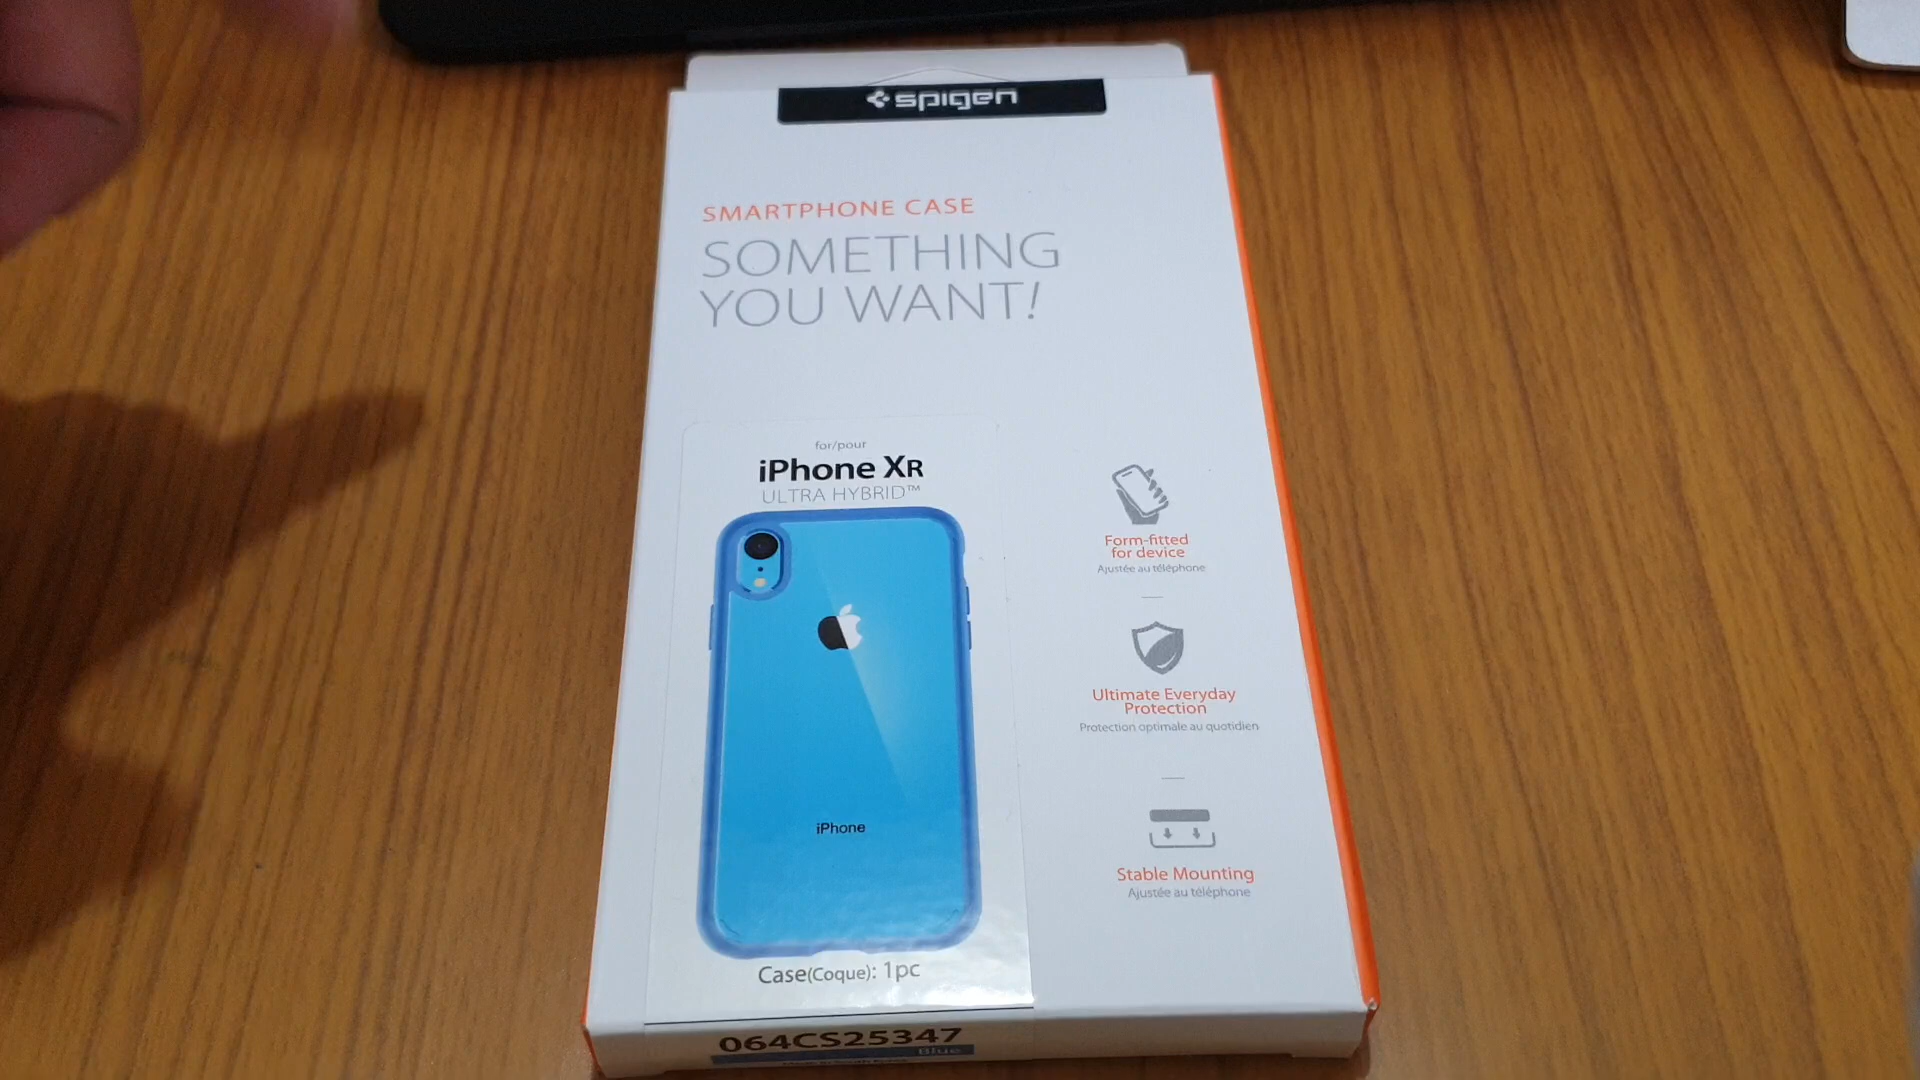 spigen
SMARTPHONE CASE
SOMETHING
YOU WANT!
for/pour
iPhone XR
ULTRA HYBRID™
iPhone
Case(Coque): 1pc
Form-fitted
for device
Ajustée au téléphone
Ultimate Everyday
Protection
Protection optimale au quotidien
Stable Mounting
Ajustée au téléphone
064CS25347
Blue